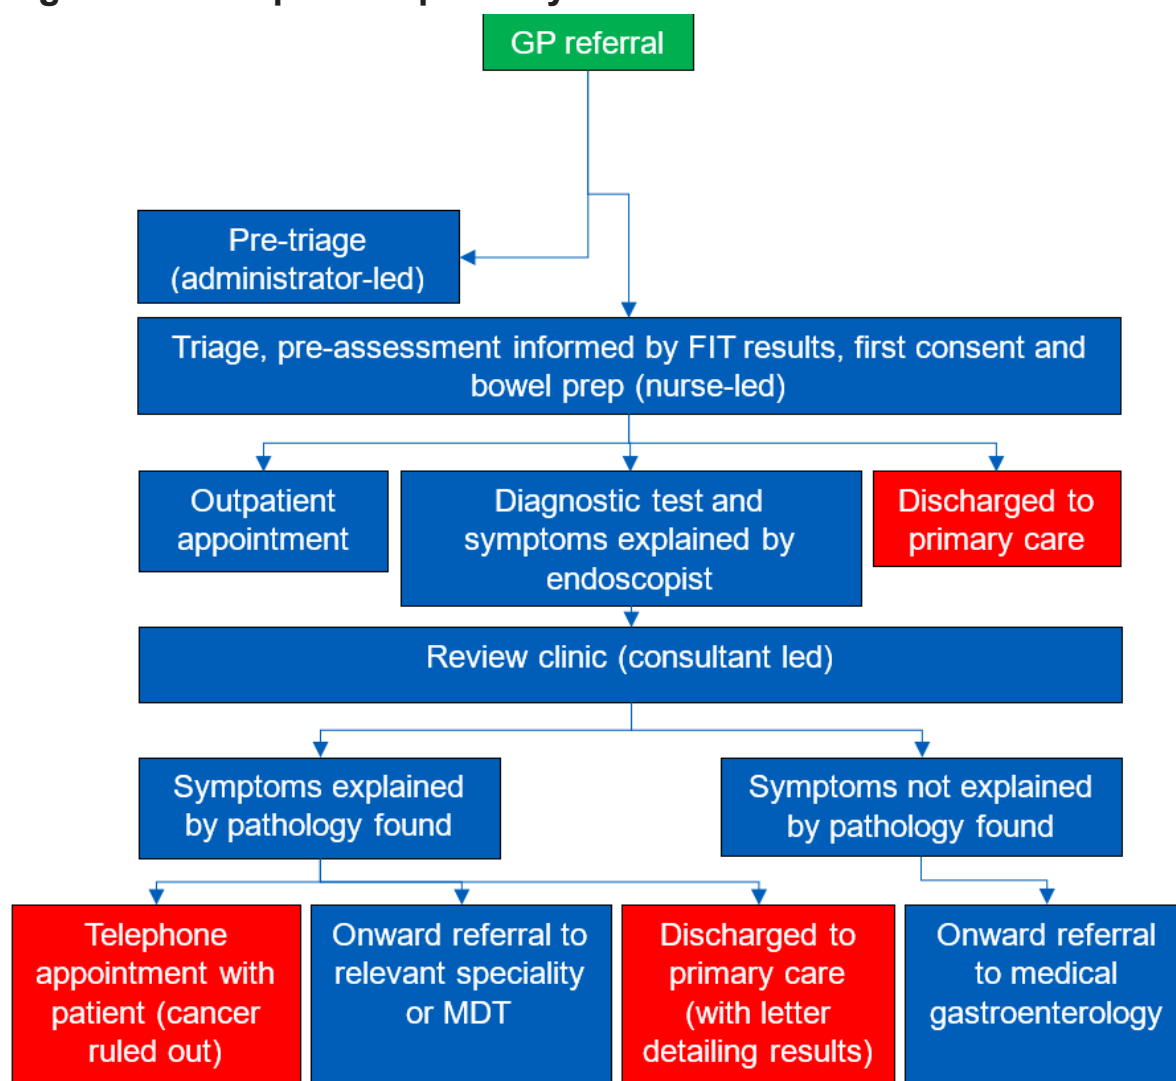 GP referral
Pre-triage
(administrator-led)
Triage, pre-assessment informed by FIT results, first consent and
bowel prep (nurse-led)
Outpatient
appointment
Diagnostic test and
symptoms explained by
endoscopist
Discharged to
primary care
Review clinic (consultant led)
Symptoms explained
by pathology found
Symptoms not explained
by pathology found
Telephone
appointment with
patient (cancer
ruled out)
Onward referral to
relevant speciality
or MDT
Discharged to
primary care
(with letter
detailing results)
Onward referral
to medical
gastroenterology